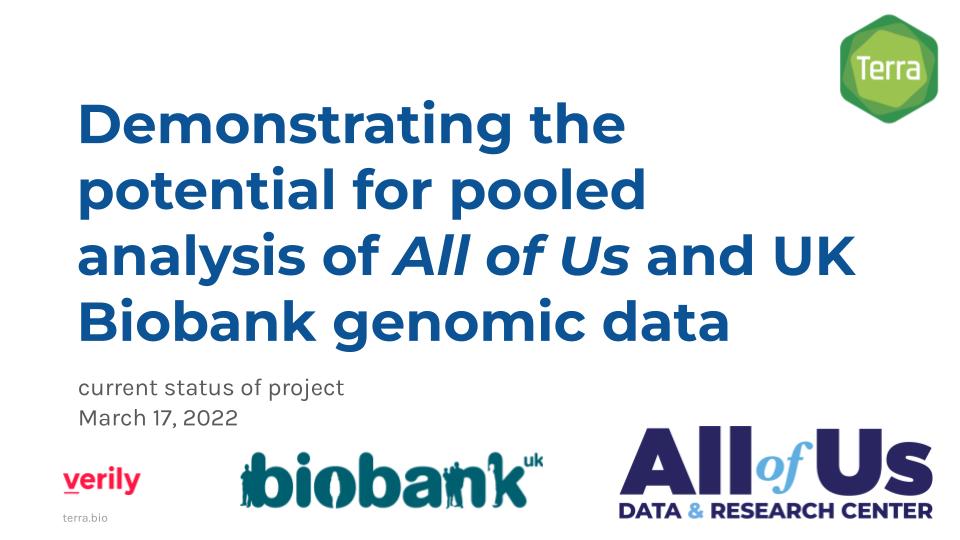 Terra
Demonstrating the
potential for pooled
analysis of All of Us and UK
Biobank genomic data
current status of project
March 17, 2022
verily
terra.bio
biobank uk
All of Us
DATA & RESEARCH CENTER